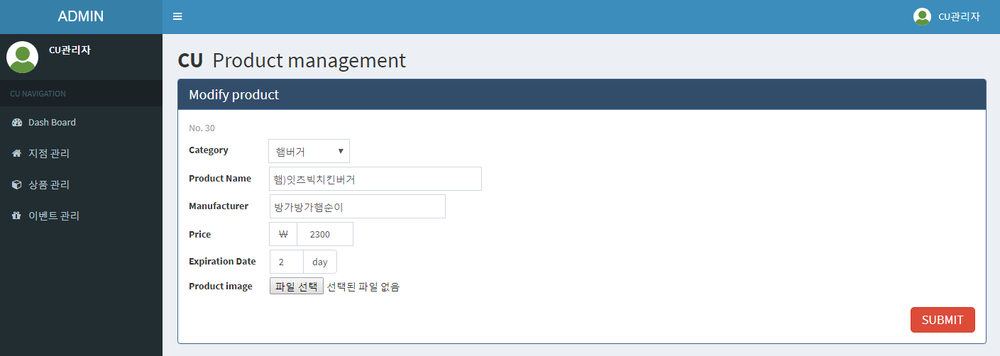 ADMIN
CU관리자
CU관리자
CU NAVIGATION
Dash Board
지점 관리
상품 관리
이벤트 관리
CU Product management
Modify product
No. 30
Category 햄버거
Product Name 햄)잇츠빅치킨버거
Manufacturer 방가방가햄순이
Price ₩ 2300
Expiration Date 2 day
Product image 파일 선택 선택된 파일 없음
SUBMIT